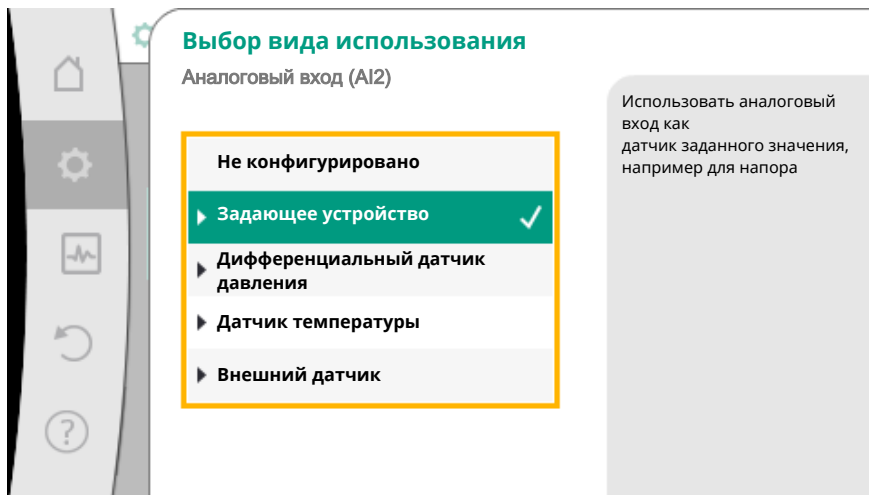 Выбор вида использования
Аналоговый вход (AI2)
Не конфигурировано
Задающее устройство
Дифференциальный датчик
давления
Датчик температуры
Внешний датчик
Использовать аналоговый
вход как
датчик заданного значения,
например для напора
?